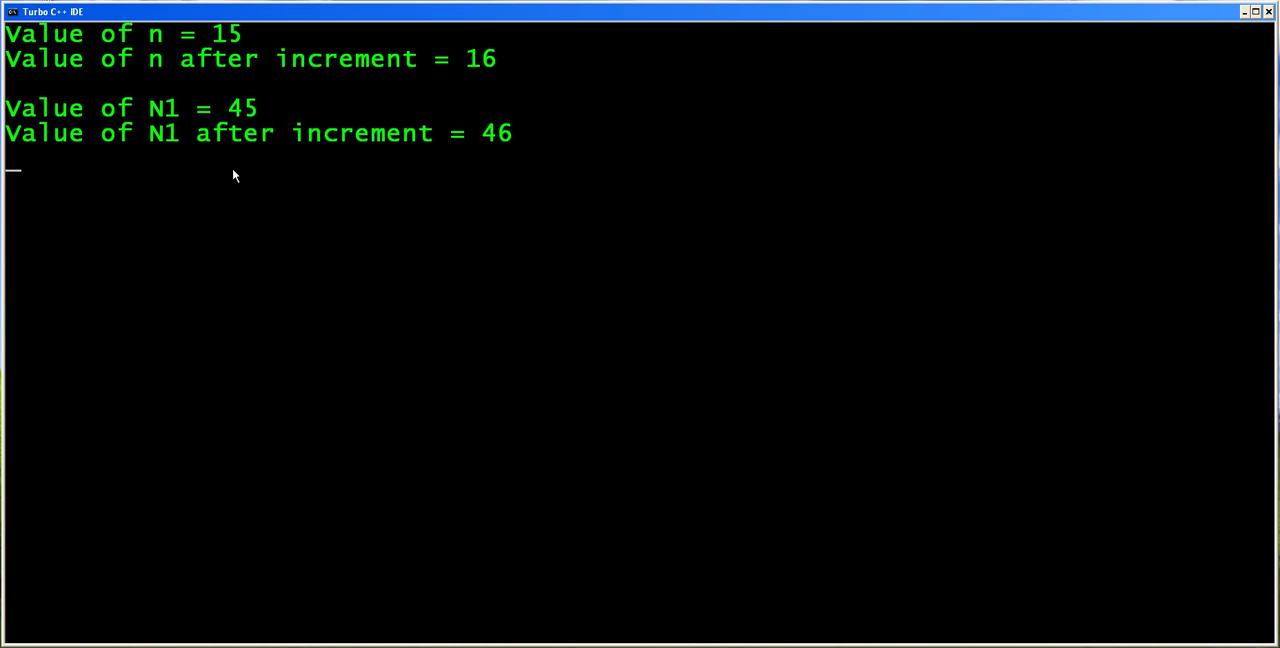 Turbo C++ IDE
Value of n = 15
Value of n after increment = 16
Value of N1 = 45
Value of N1 after increment = 46